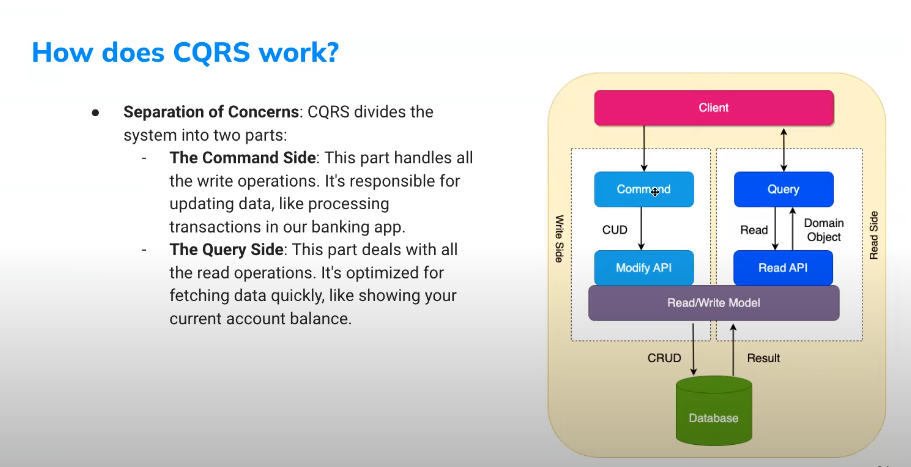 How does CQRS work?
● Separation of Concerns: CQRS divides the
system into two parts:
- The Command Side: This part handles all
the write operations. It's responsible for
updating data, like processing
transactions in our banking app.
- The Query Side: This part deals with all
the read operations. It's optimized for
fetching data quickly, like showing your
current account balance.
Client
Write Side
Command
CUD
Modify API
Query
Read
Domain
Object
Read API
Read Side
Read/Write Model
CRUD
Result
Database